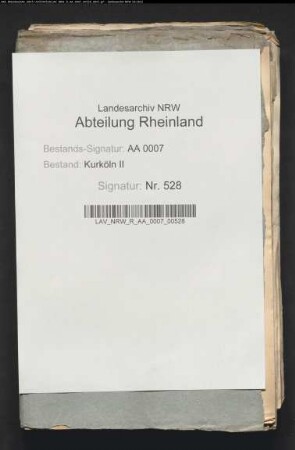 Landesarchiv NRW
Abteilung Rheinland
Bestands-Signatur: AA 0007
Bestand: Kurköln II
Signatur: Nr. 528
LAV_NRW_R_AA_0007_00528